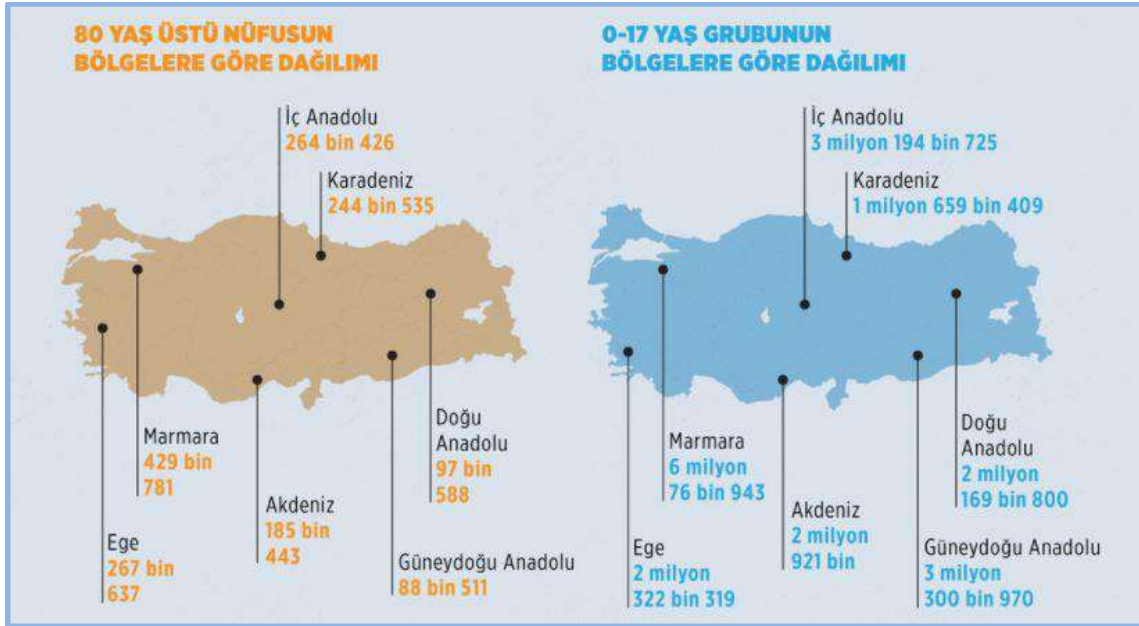 80 YAŞ ÜSTÜ NÜFUSUN
BÖLGELERE GÖRE DAĞILIMI
İç Anadolu
264 bin 426
Karadeniz
244 bin 535
Marmara
429 bin
781
Ege
267 bin
637
Akdeniz
185 bin
443
Doğu
Anadolu
97 bin
588
Güneydoğu Anadolu
88 bin 511
0-17 YAŞ GRUBUNUN
BÖLGELERE GÖRE DAĞILIMI
İç Anadolu
3 milyon 194 bin 725
Karadeniz
1 milyon 659 bin 409
Marmara
6 milyon
76 bin 943
Ege
2 milyon
322 bin 319
Akdeniz
2 milyon
921 bin
Doğu
Anadolu
2 milyon
169 bin 800
Güneydoğu Anadolu
3 milyon
300 bin 970